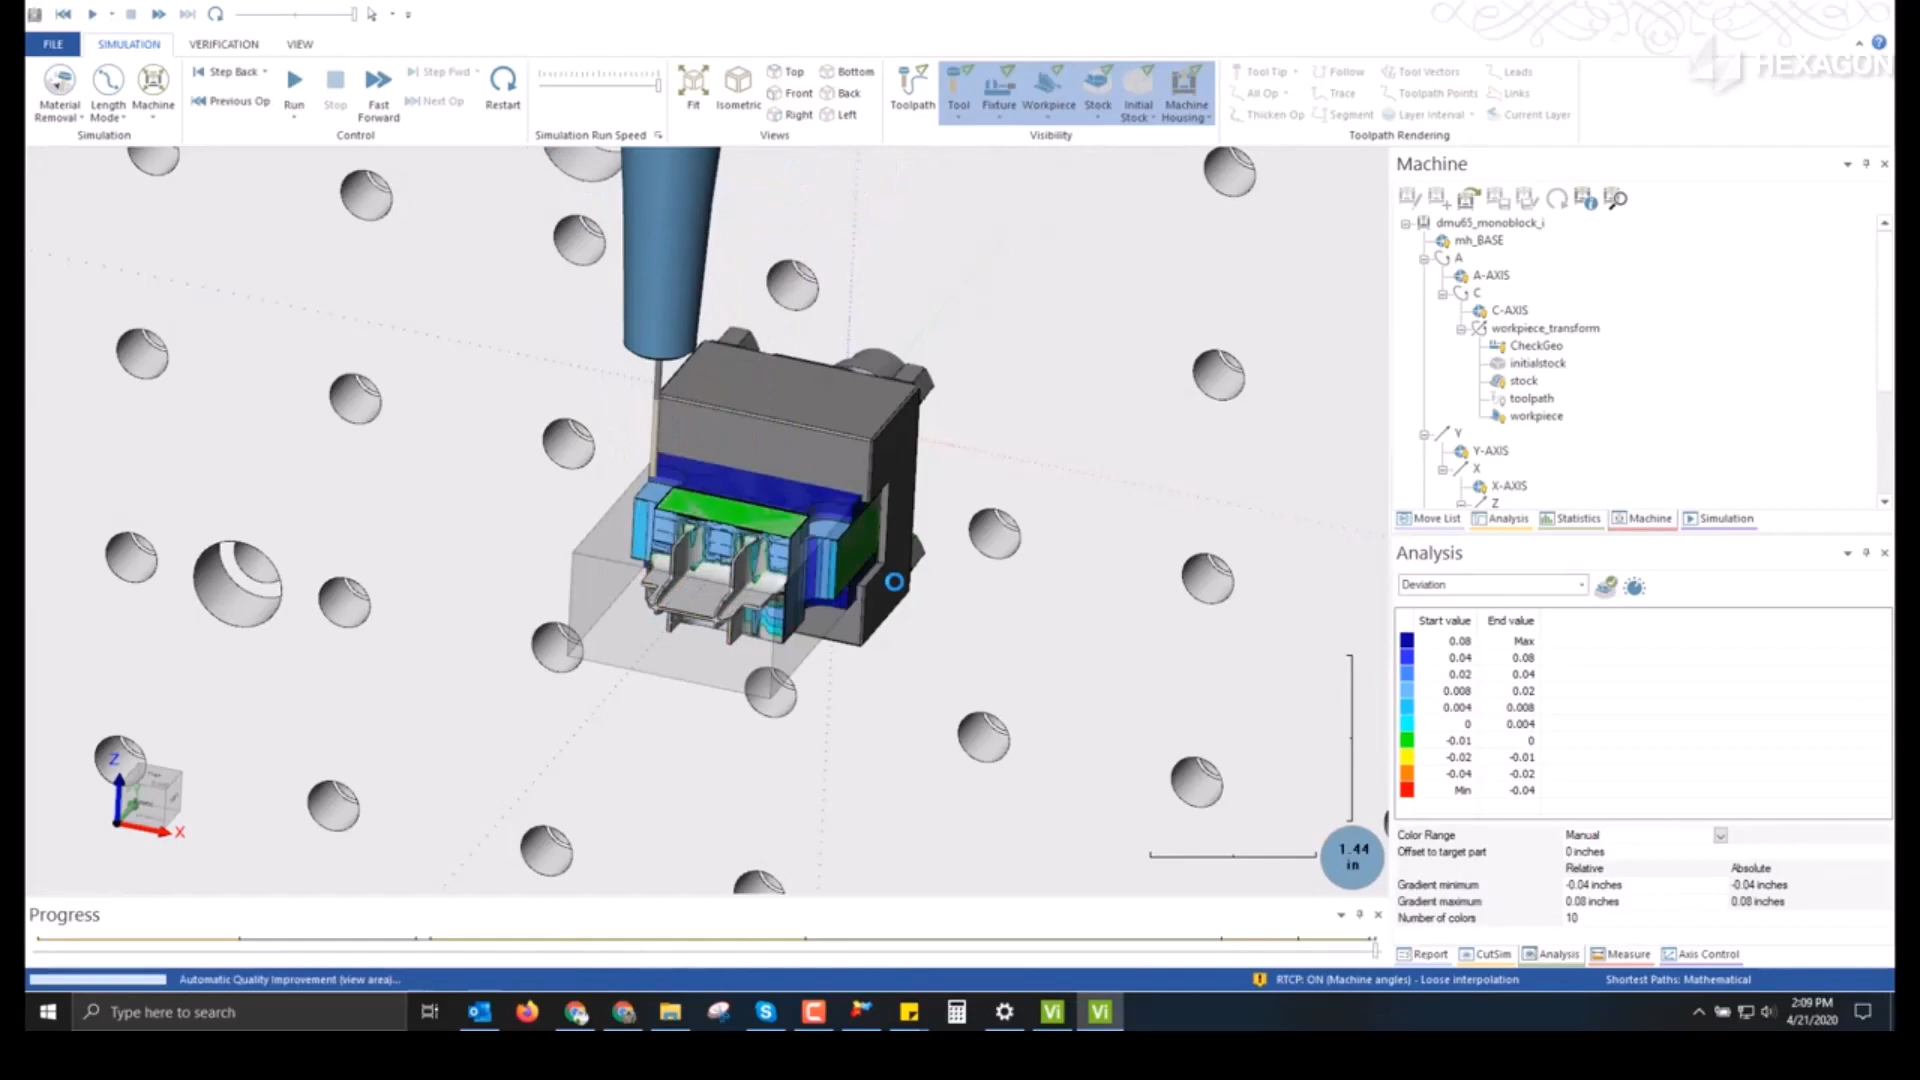 HEXAGON
FILE SIMULATION VERIFICATION VIEW
Material Removal Length Mode Machine
Simulation
Step Back Previous Op Run Stop Fast Forward Step Fwd Next Op Restart
Control
Simulation Run Speed
Fit Isometric Top Bottom Front Back Right Left
Views
Toolpath Tool Fixture Workpiece Stock Initial Stock Machine Housing
Visibility
Tool Tip Follow Tool Vectors Leads
All Op Trace Toolpath Points Links
Thicken Op Segment Layer Interval Current Layer
Toolpath Rendering
Machine
dmu65_monoblock_i
mh_BASE
A
A-AXIS
C
C-AXIS
workpiece_transform
CheckGeo
initialstock
stock
toolpath
workpiece
Y
Y-AXIS
X
X-AXIS
Z
Move List Analysis Statistics Machine Simulation
Analysis
Deviation
Start value End value
0.08 Max
0.04 0.08
0.02 0.04
0.008 0.02
0.004 0.008
0 0.004
-0.01 0
-0.02 -0.01
-0.04 -0.02
Min -0.04
Color Range Manual
Offset to target part 0 inches
Relative Absolute
Gradient minimum -0.04 inches -0.04 inches
Gradient maximum 0.08 inches 0.08 inches
Number of colors 10
Report CutSim Analysis Measure Axis Control
Z
X
1.44
in
Progress
Automatic Quality Improvement (view area)... RTCP: ON (Machine angles) - Loose interpolation Shortest Paths: Mathematical
Type here to search
Vi Vi
2:09 PM
4/21/2020